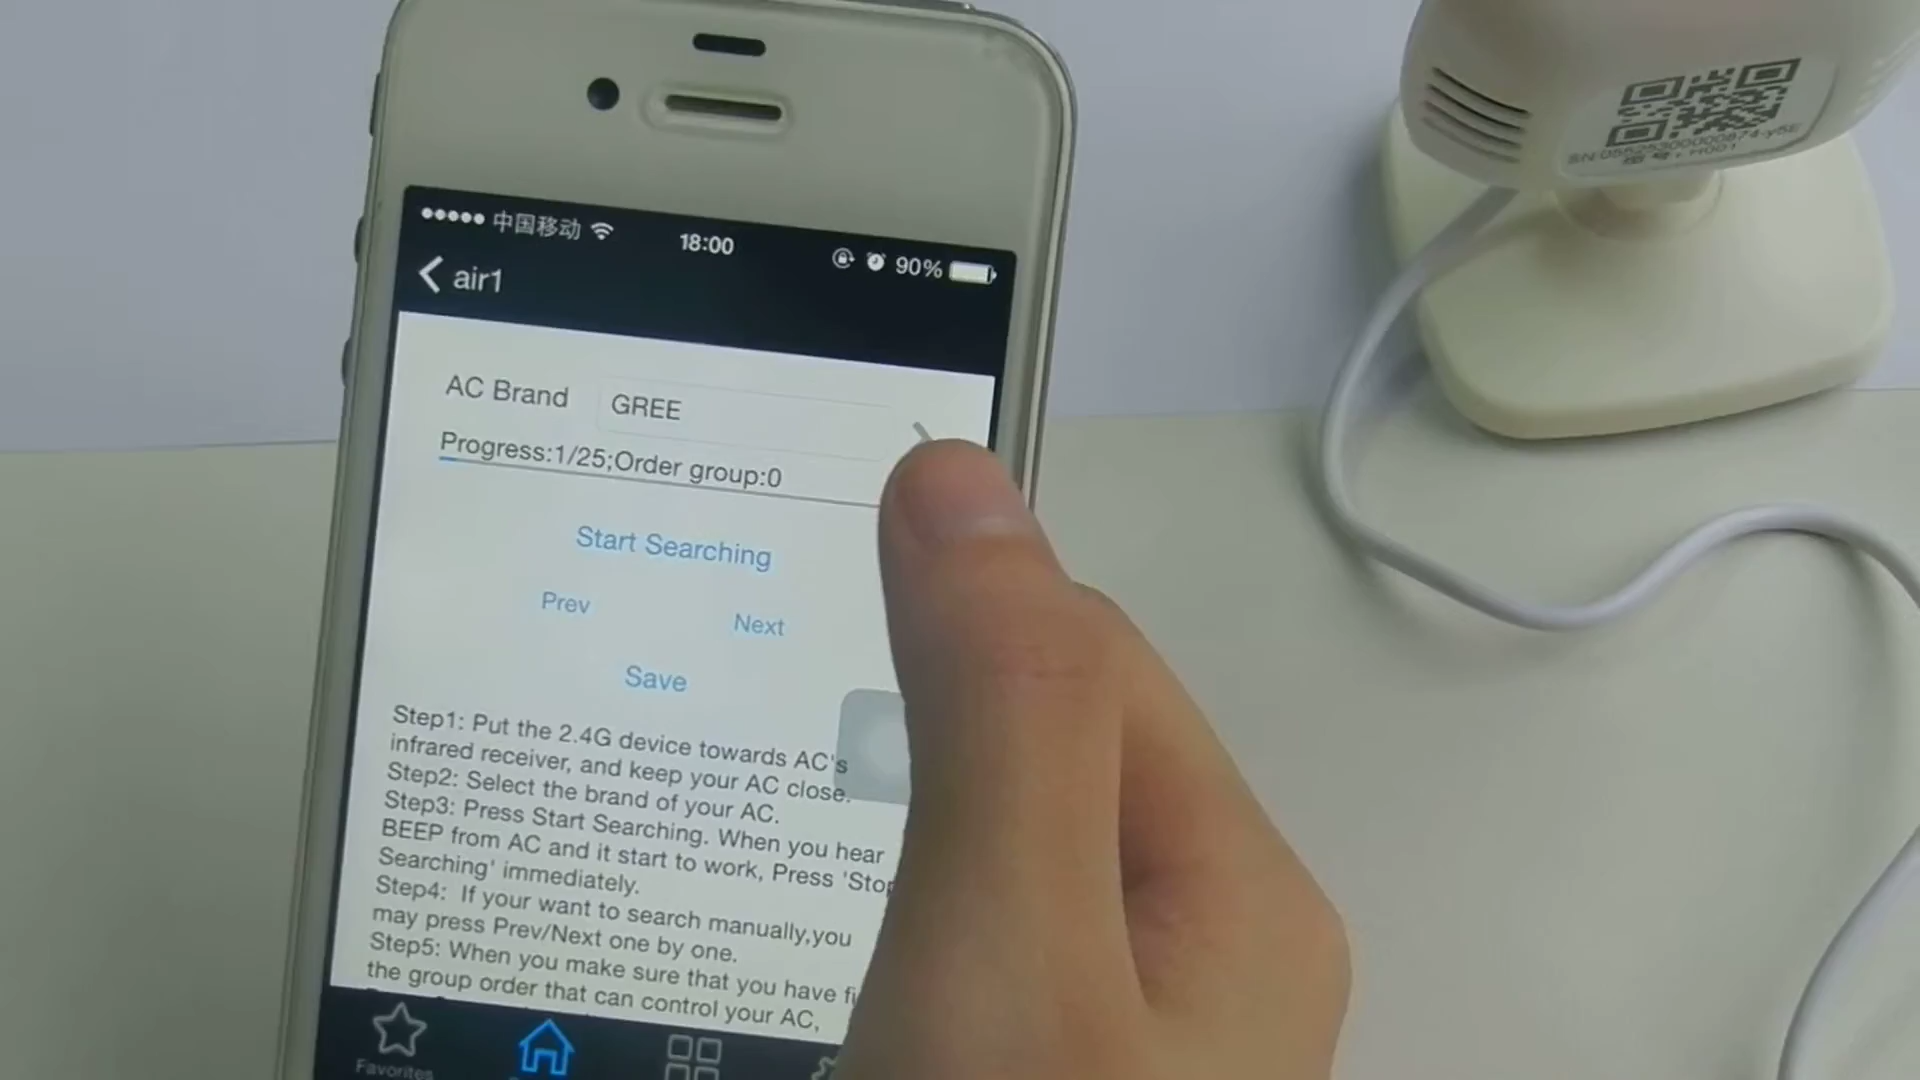 中国移动 18:00 90%
air1
AC Brand GREE
Progress:1/25;Order group:0
Start Searching
Prev Next
Save
Step1: Put the 2.4G device towards AC's
infrared receiver, and keep your AC close.
Step2: Select the brand of your AC.
Step3: Press Start Searching. When you hear
BEEP from AC and it start to work, Press 'Stop
Searching' immediately.
Step4: If your want to search manually,you
may press Prev/Next one by one.
Step5: When you make sure that you have fi
the group order that can control your AC,
Favorites